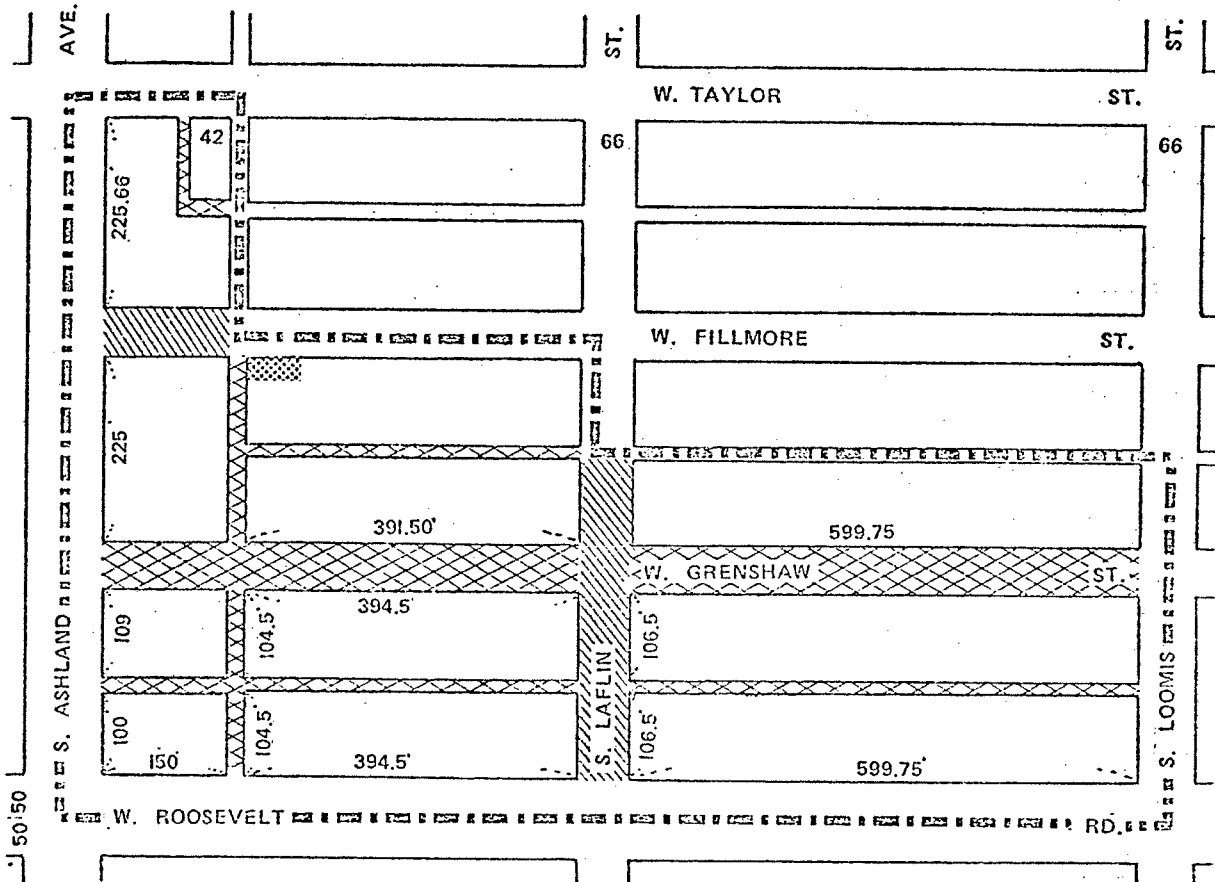 AVE.
ST.
ST.
W. TAYLOR ST.
42
66
66
225.66
W. FILLMORE ST.
225
391.50'
599.75
W. GRENSHAW ST.
394.5'
109
104.5'
106.5
S. ASHLAND
S. LAFLIN
S. LOOMIS
100
104.5'
106.5
150
394.5'
599.75'
50'50
W. ROOSEVELT RD.